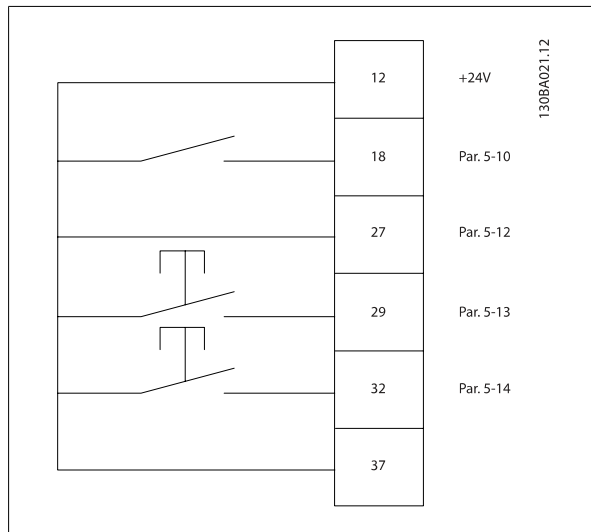 12 +24V
18 Par. 5-10
27 Par. 5-12
29 Par. 5-13
32 Par. 5-14
37
130BA021.12